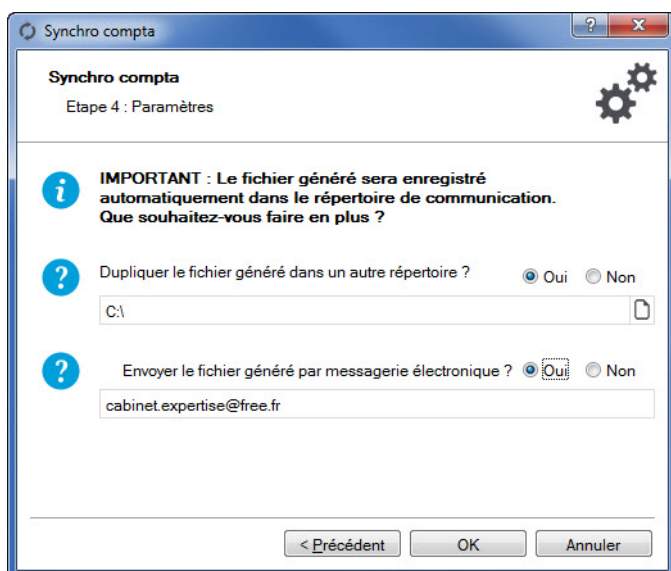 Synchro compta
Synchro compta
Etape 4 : Paramètres
IMPORTANT : Le fichier généré sera enregistré
automatiquement dans le répertoire de communication.
Que souhaitez-vous faire en plus ?
Dupliquer le fichier généré dans un autre répertoire ? Oui Non
C:\
Envoyer le fichier généré par messagerie électronique ? Oui Non
cabinet.expertise@free.fr
< Précédent OK Annuler